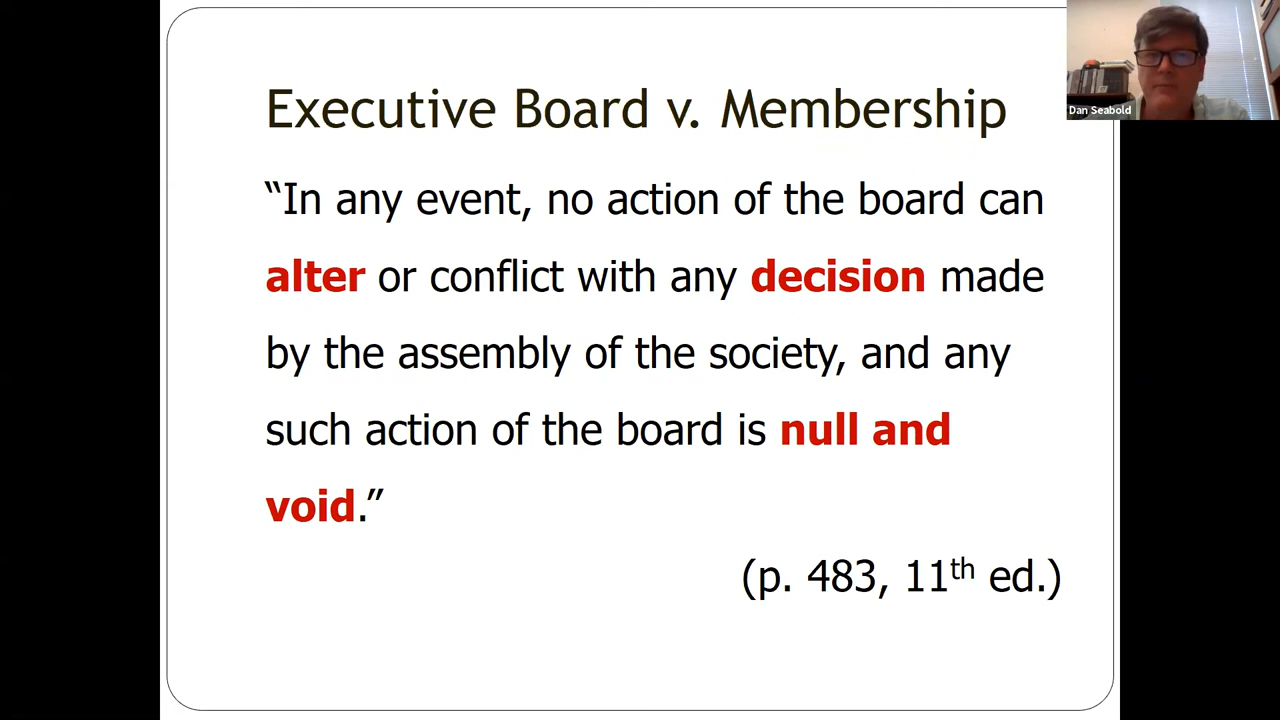 Executive Board v. Membership
“In any event, no action of the board can
alter or conflict with any decision made
by the assembly of the society, and any
such action of the board is null and
void.”
(p. 483, 11th ed.)
Dan Seabold